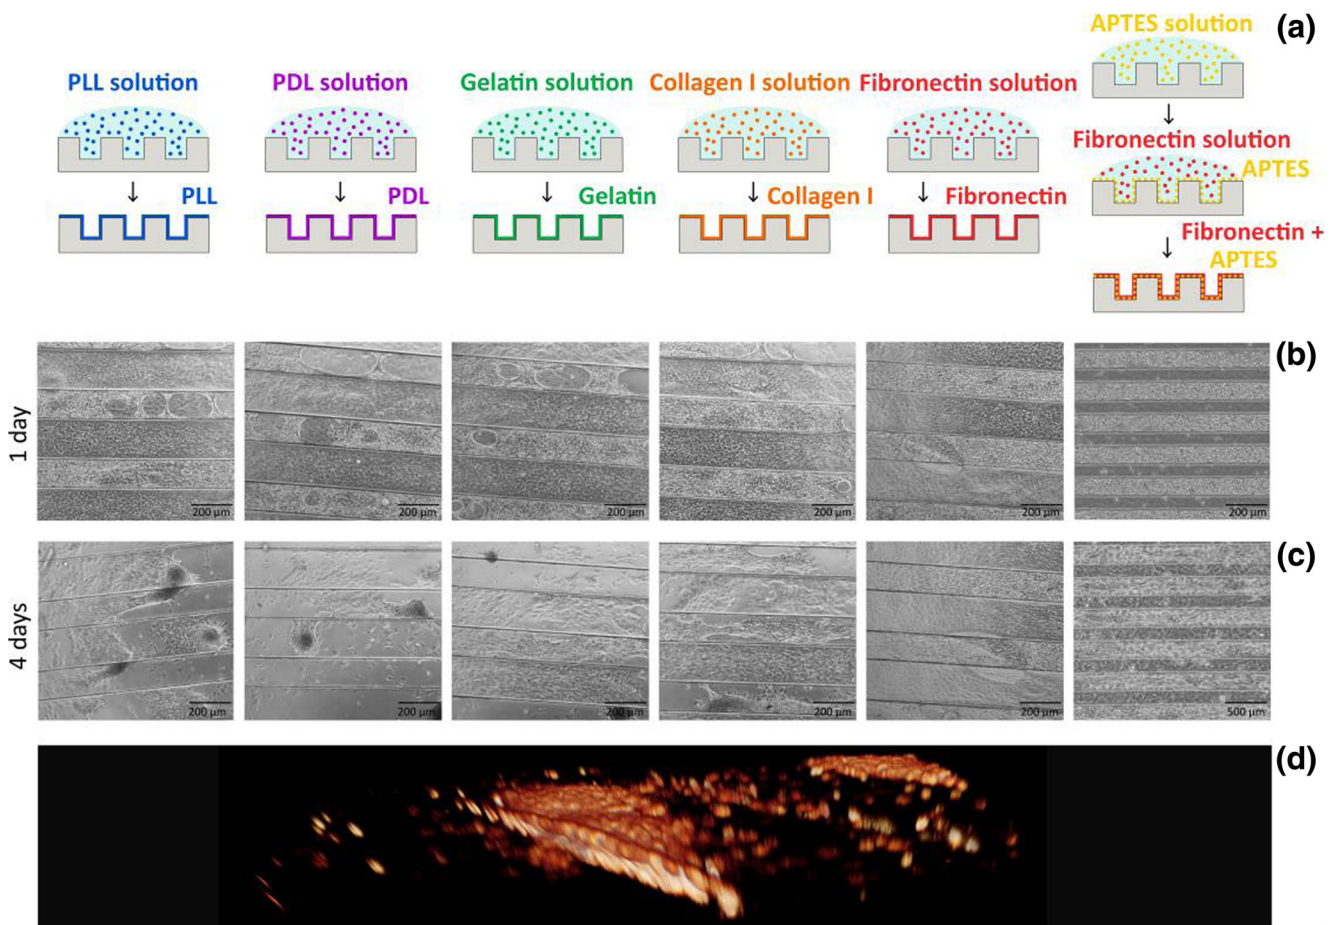 APTES solution
(a)
PLL solution
PDL solution
Gelatin solution
Collagen I solution
Fibronectin solution
Fibronectin solution
APTES
PLL
PDL
Gelatin
Collagen I
Fibronectin
Fibronectin +
APTES
(b)
1 day
200 µm
200 µm
200 µm
200 µm
200 µm
200 µm
(c)
4 days
200 µm
200 µm
200 µm
200 µm
200 µm
500 µm
(d)